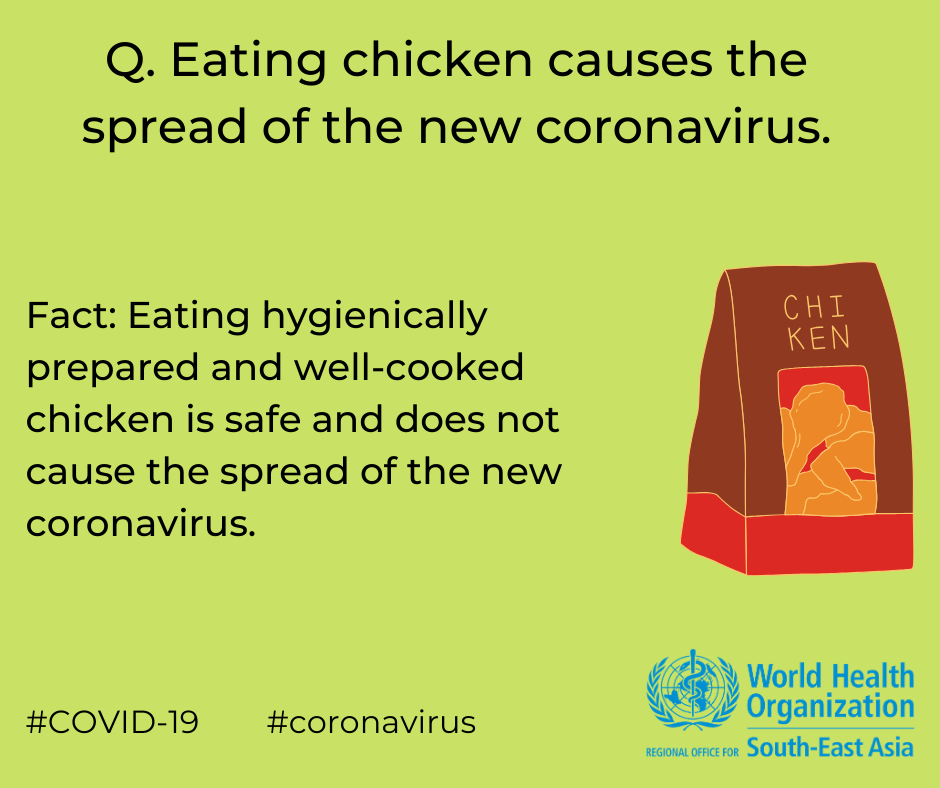 Q. Eating chicken causes the
spread of the new coronavirus.
CHI
KEN
Fact: Eating hygienically
prepared and well-cooked
chicken is safe and does not
cause the spread of the new
coronavirus.
#COVID-19 #coronavirus
World Health
Organization
REGIONAL OFFICE FOR South-East Asia